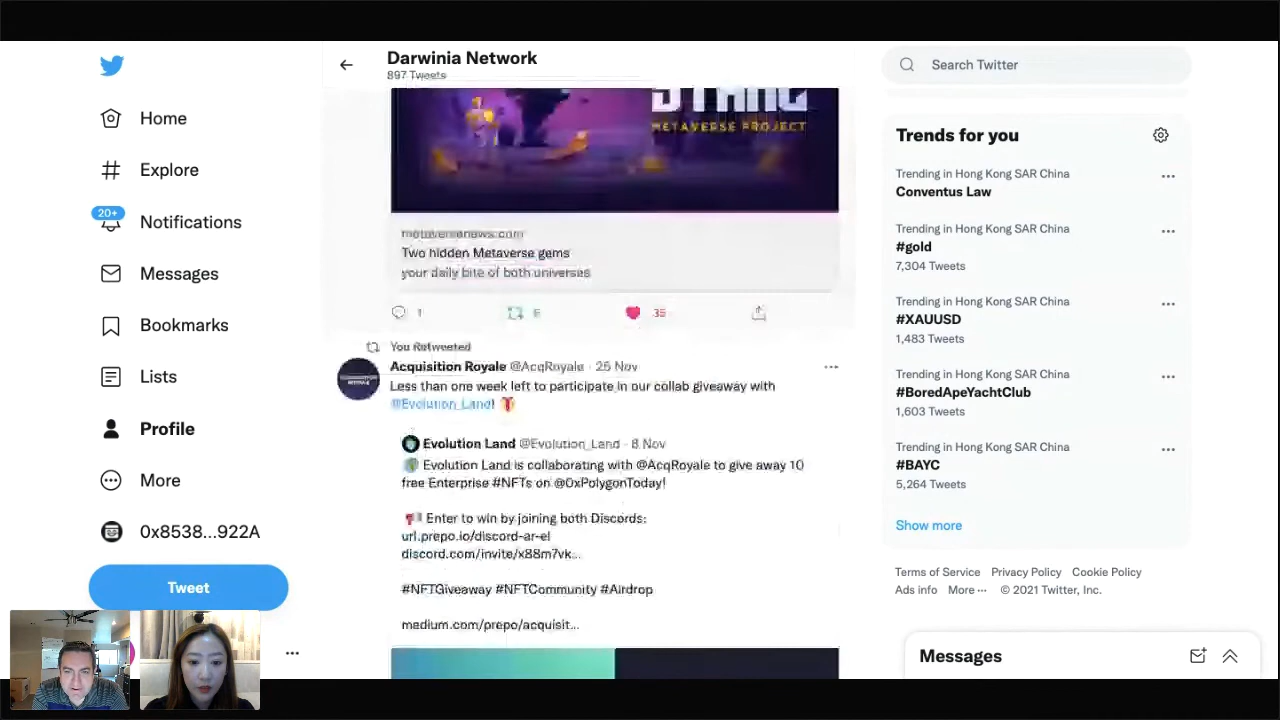 Home
Explore
20+
Notifications
Messages
Bookmarks
Lists
Profile
More
0x8538...922A
Tweet
Darwinia Network
897 Tweets
METAVERSE PROJECT
metaversenews.com
Two hidden Metaverse gems
your daily bite of both universes
1
6
35
You Retweeted
Acquisition Royale @AcqRoyale · 25 Nov
Less than one week left to participate in our collab giveaway with
@Evolution_Land!
Evolution Land @Evolution_Land · 8 Nov
Evolution Land is collaborating with @AcqRoyale to give away 10
free Enterprise #NFTs on @0xPolygonToday!
Enter to win by joining both Discords:
url.prepo.io/discord-ar-el
discord.com/invite/x88m7vk...
#NFTGiveaway #NFTCommunity #Airdrop
medium.com/prepo/acquisit...
Search Twitter
Trends for you
Trending in Hong Kong SAR China
Conventus Law
Trending in Hong Kong SAR China
#gold
7,304 Tweets
Trending in Hong Kong SAR China
#XAUUSD
1,483 Tweets
Trending in Hong Kong SAR China
#BoredApeYachtClub
1,603 Tweets
Trending in Hong Kong SAR China
#BAYC
5,264 Tweets
Show more
Terms of Service Privacy Policy Cookie Policy
Ads info More ··· © 2021 Twitter, Inc.
Messages